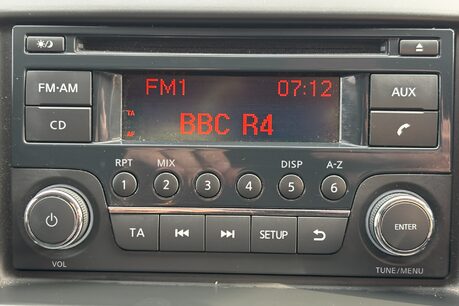 FM·AM
CD
FM1 07:12
TA
AF
BBC R4
AUX
RPT MIX DISP A-Z
1 2 3 4 5 6
TA SETUP
VOL
ENTER
TUNE/MENU